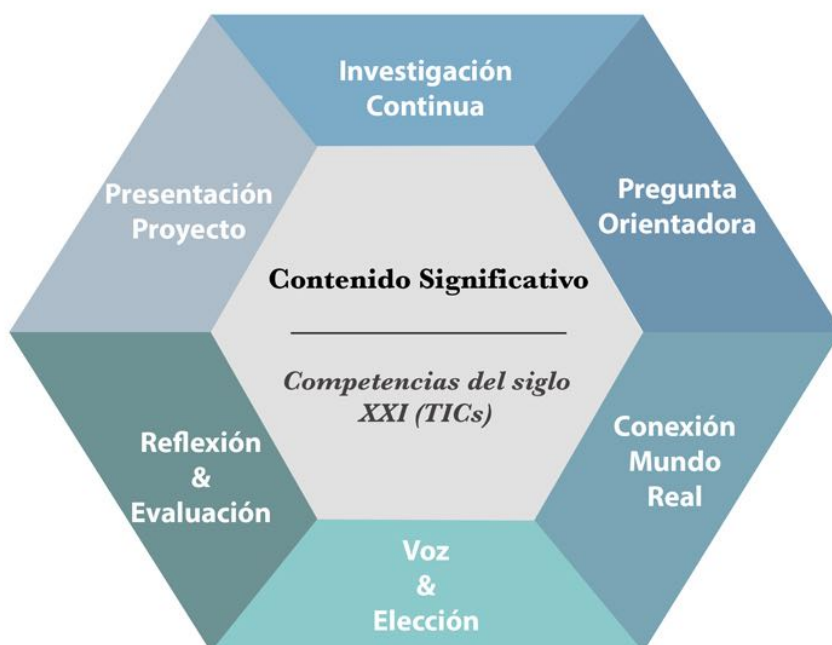 Investigación
Continua
Pregunta
Orientadora
Conexión
Mundo
Real
Voz
&
Elección
Reflexión
&
Evaluación
Presentación
Proyecto
Contenido Significativo
Competencias del siglo
XXI (TICs)